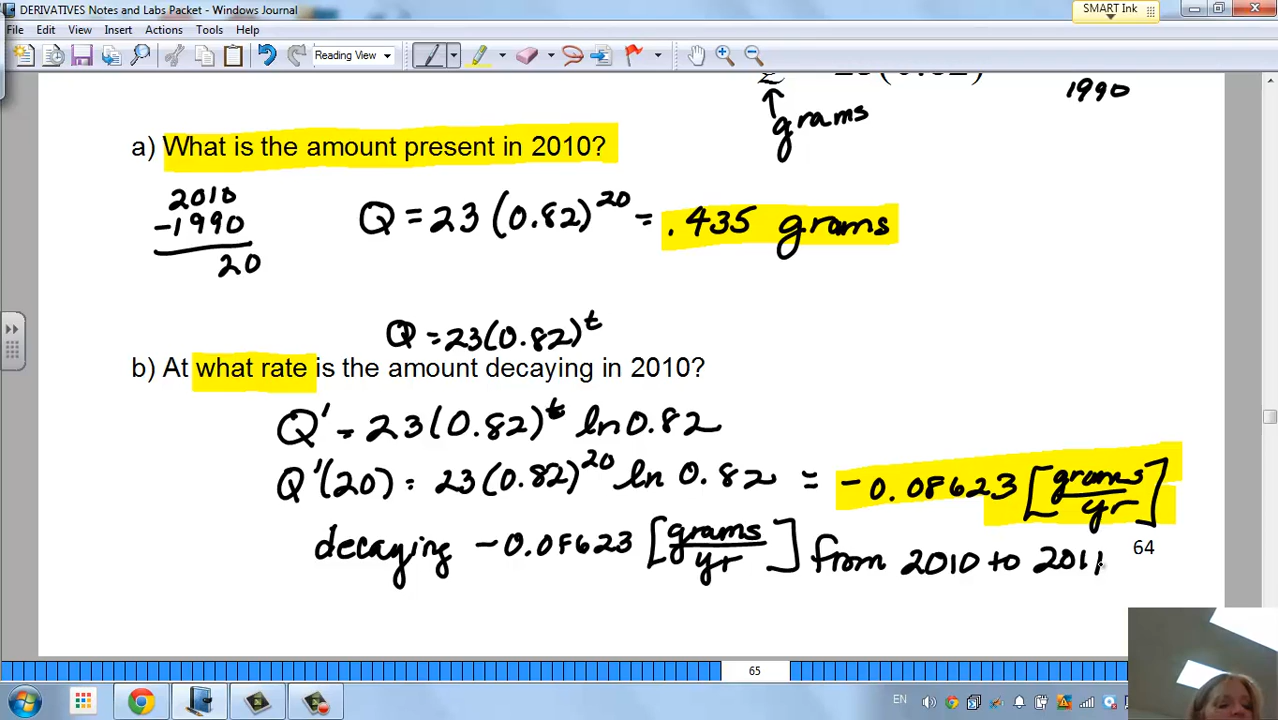 DERIVATIVES Notes and Labs Packet - Windows Journal
SMART Ink
File Edit View Insert Actions Tools Help
Reading View
1990
grams
a) What is the amount present in 2010?
2010
-1990
20
Q = 23 (0.82)^20 = .435 grams
Q = 23(0.82)^t
b) At what rate is the amount decaying in 2010?
Q' = 23(0.82)^t ln 0.82
Q'(20) = 23(0.82)^20 ln 0.82 = -0.08623 [grams/yr]
decaying -0.08623 [grams/yr] from 2010 to 2011
64
65
EN